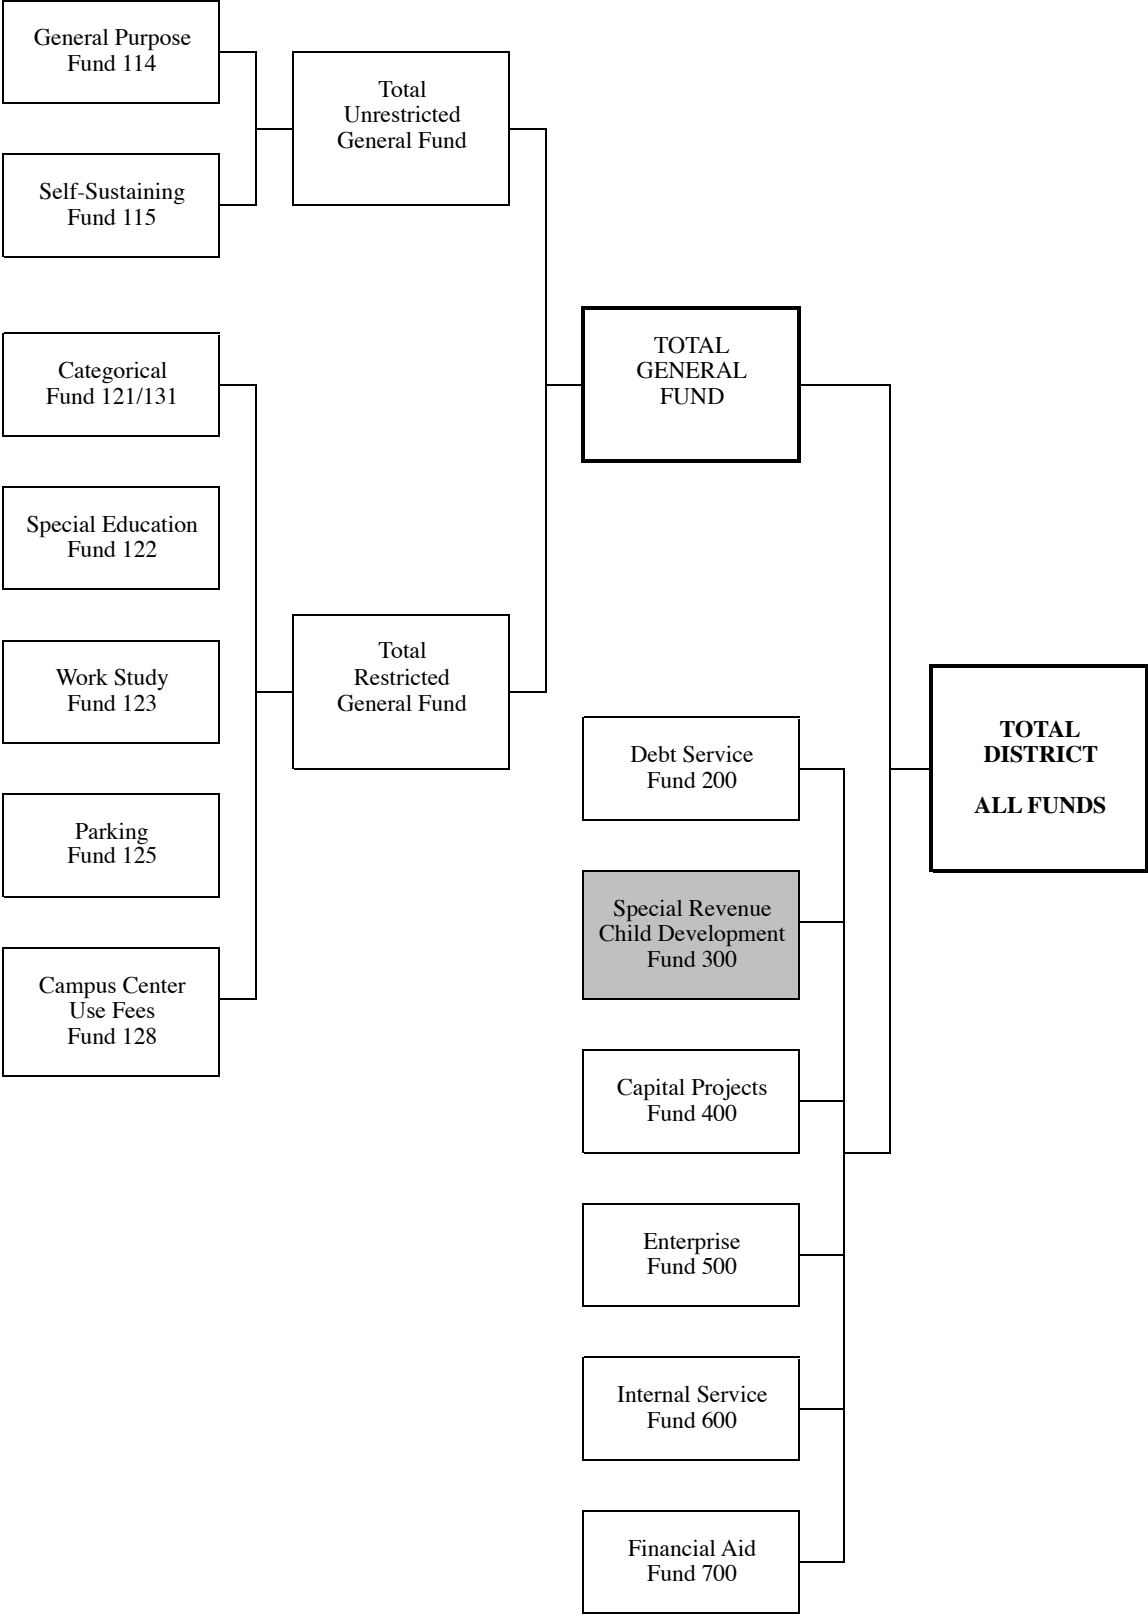 General Purpose
Fund 114
Self-Sustaining
Fund 115
Categorical
Fund 121/131
Special Education
Fund 122
Work Study
Fund 123
Parking
Fund 125
Campus Center
Use Fees
Fund 128
Total
Unrestricted
General Fund
Total
Restricted
General Fund
TOTAL
GENERAL
FUND
Debt Service
Fund 200
Special Revenue
Child Development
Fund 300
Capital Projects
Fund 400
Enterprise
Fund 500
Internal Service
Fund 600
Financial Aid
Fund 700
TOTAL
DISTRICT
ALL FUNDS